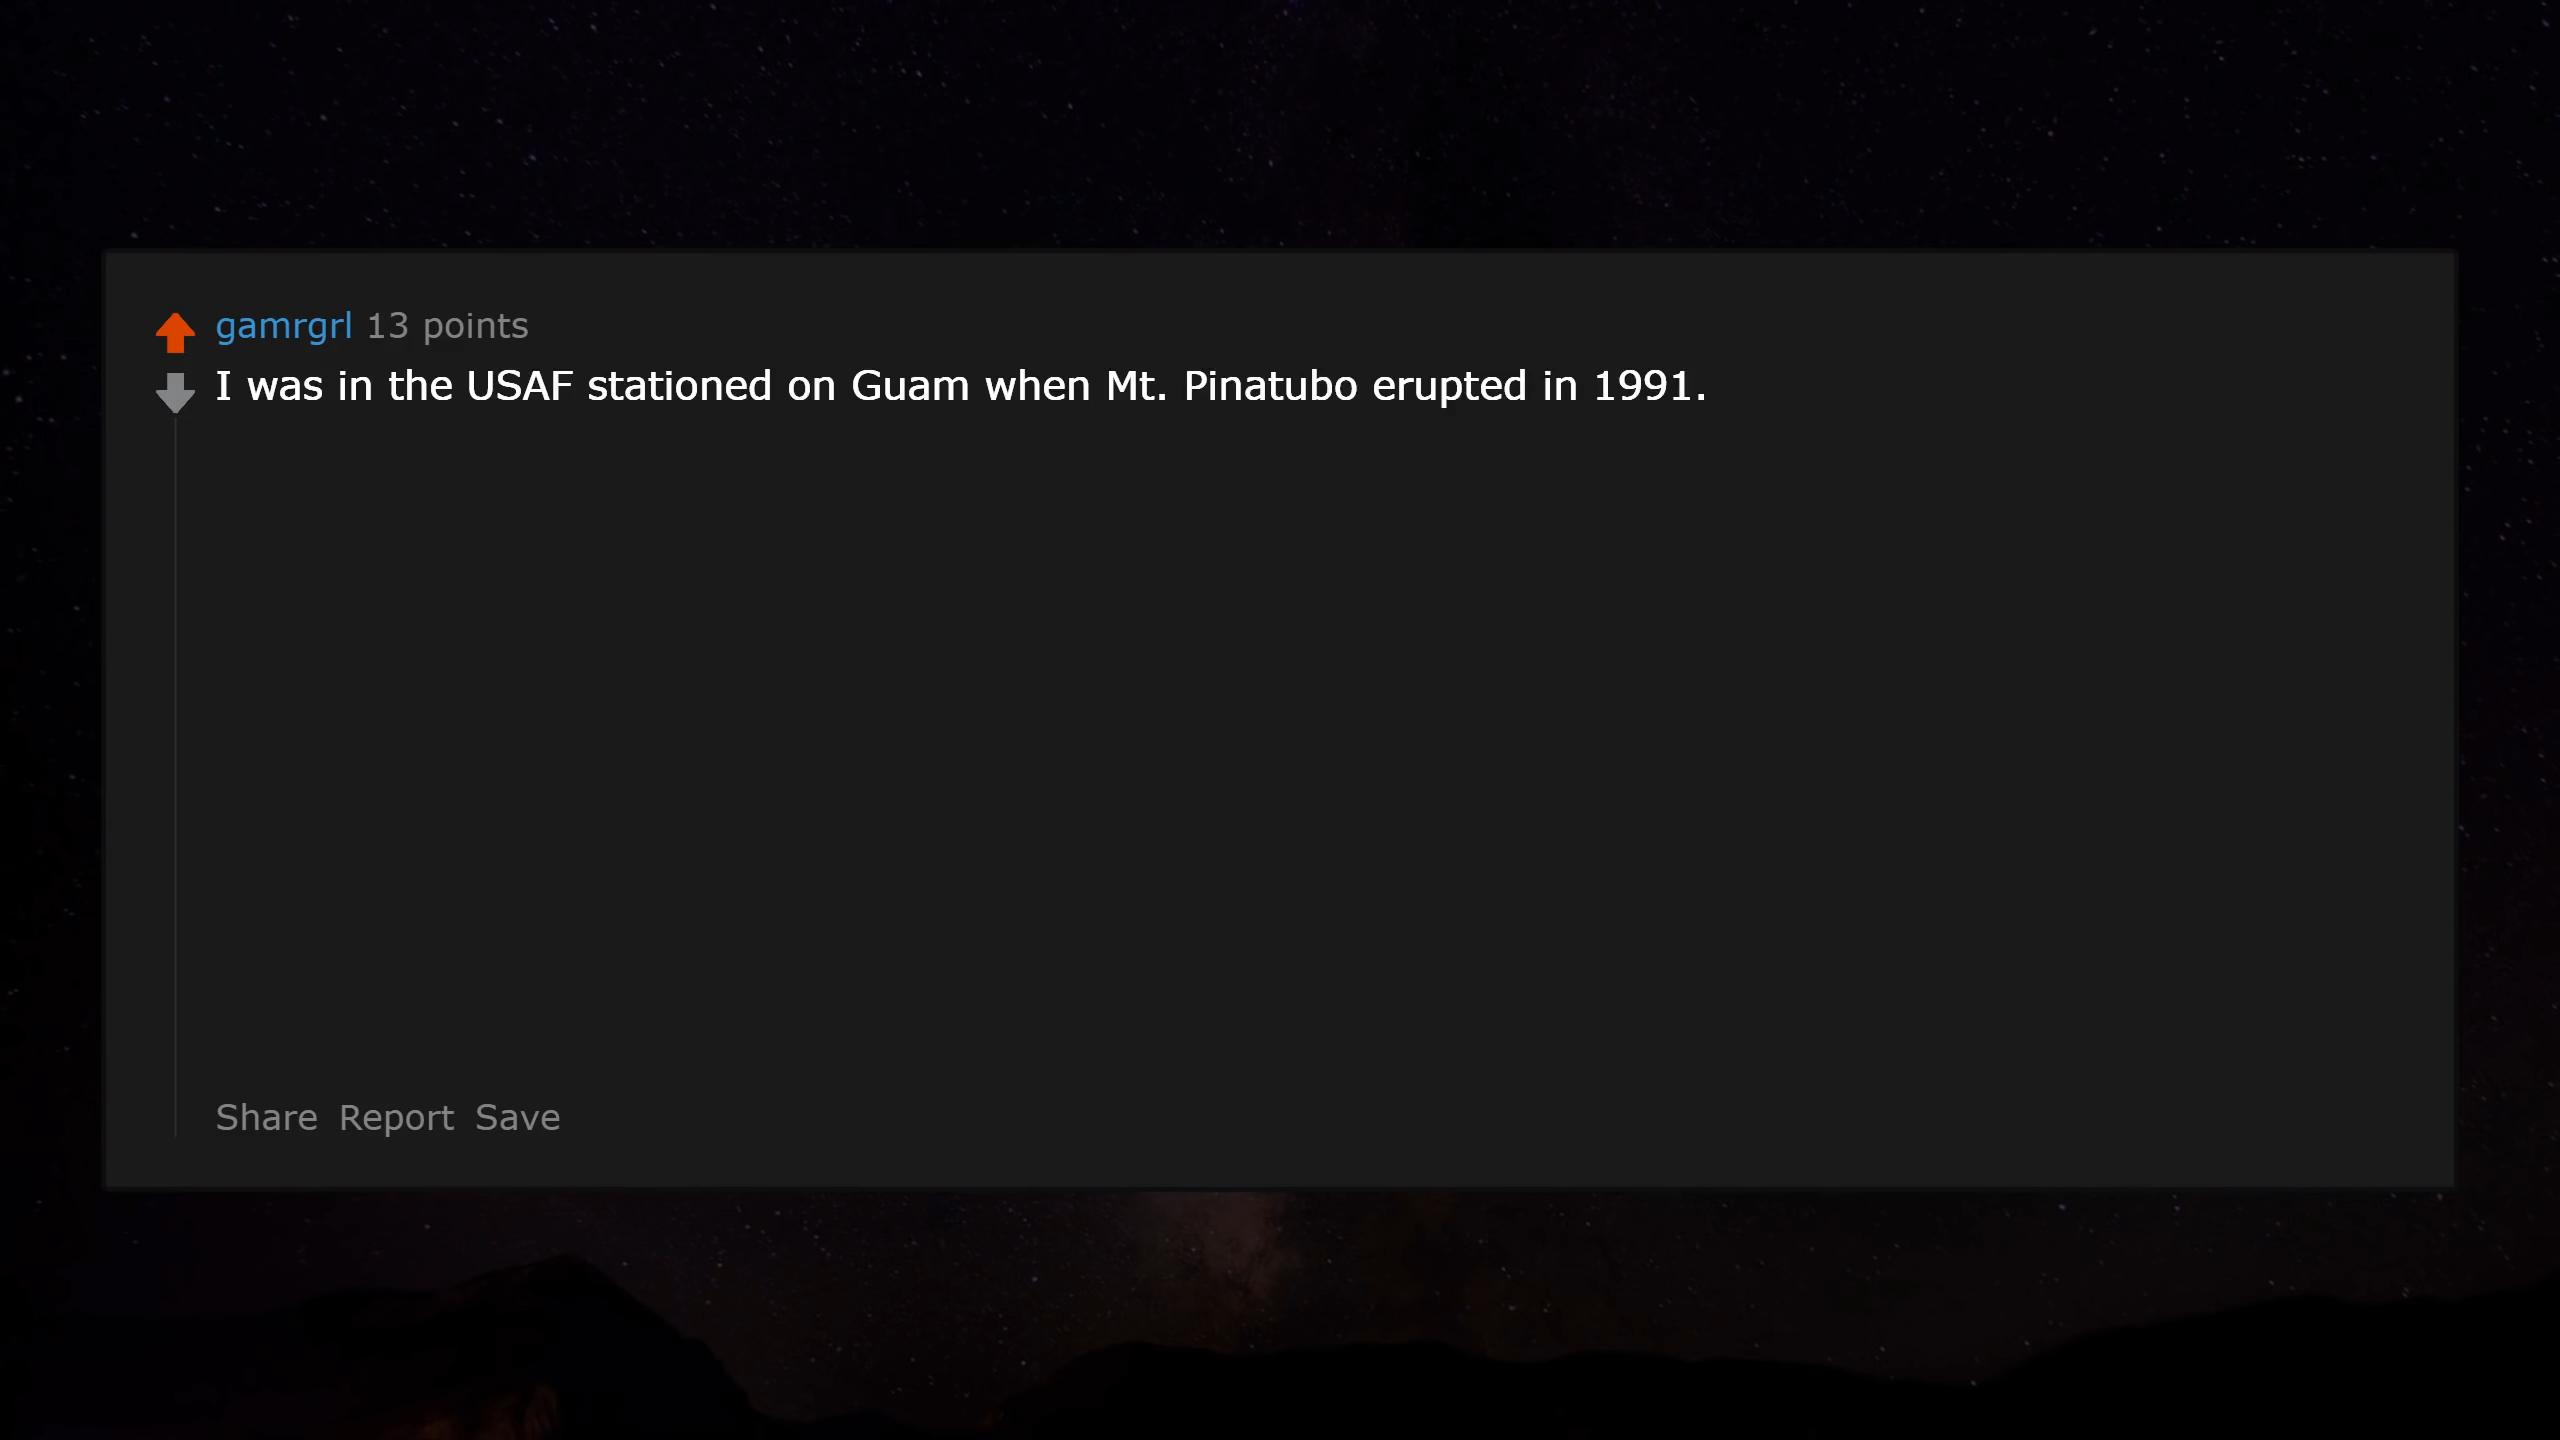 gamrgrl 13 points
I was in the USAF stationed on Guam when Mt. Pinatubo erupted in 1991.
Share Report Save